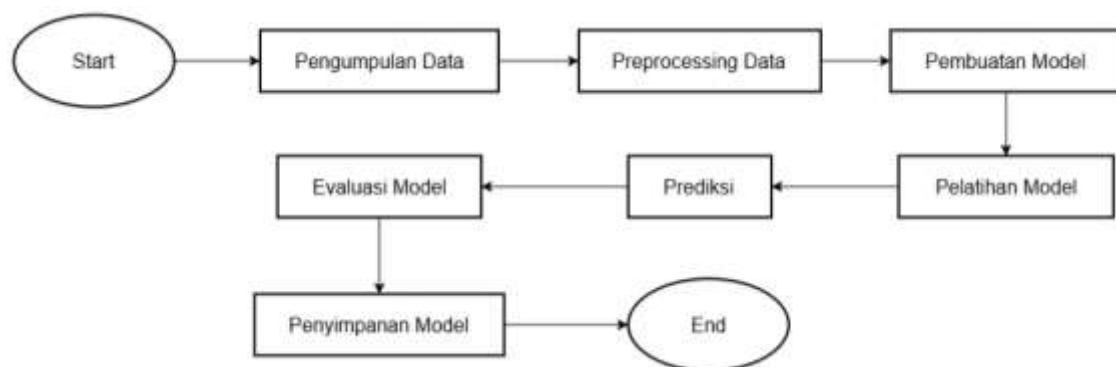 Start
Pengumpulan Data
Preprocessing Data
Pembuatan Model
Pelatihan Model
Prediksi
Evaluasi Model
Penyimpanan Model
End